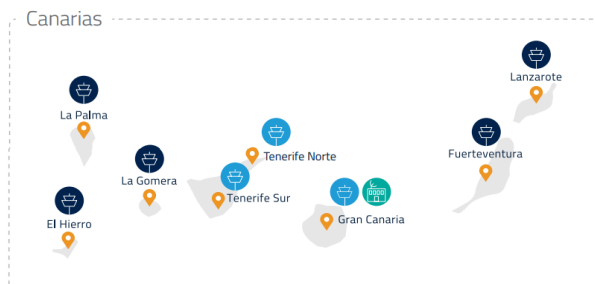 Canarias
Lanzarote
La Palma
Fuerteventura
Tenerife Norte
La Gomera
Tenerife Sur
Gran Canaria
El Hierro